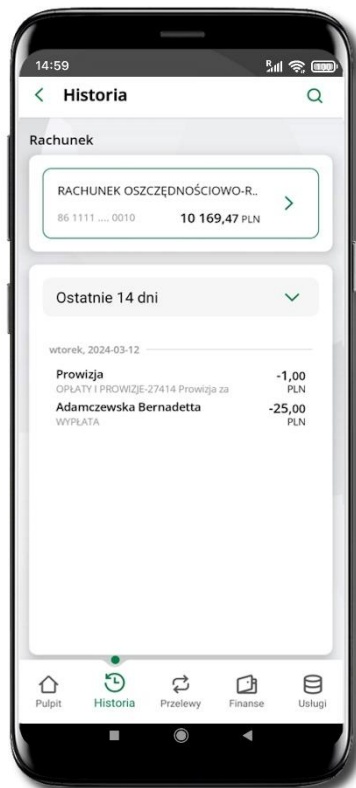 14:59
R
Historia
Rachunek
RACHUNEK OSZCZĘDNOŚCIOWO-R..
86 1111 .... 0010
10 169,47 PLN
Ostatnie 14 dni
wtorek, 2024-03-12
Prowizja
-1,00
OPŁATY I PROWIZJE-27414 Prowizja za
PLN
Adamczewska Bernadetta
-25,00
WYPŁATA
PLN
Pulpit
Historia
Przelewy
Finanse
Usługi